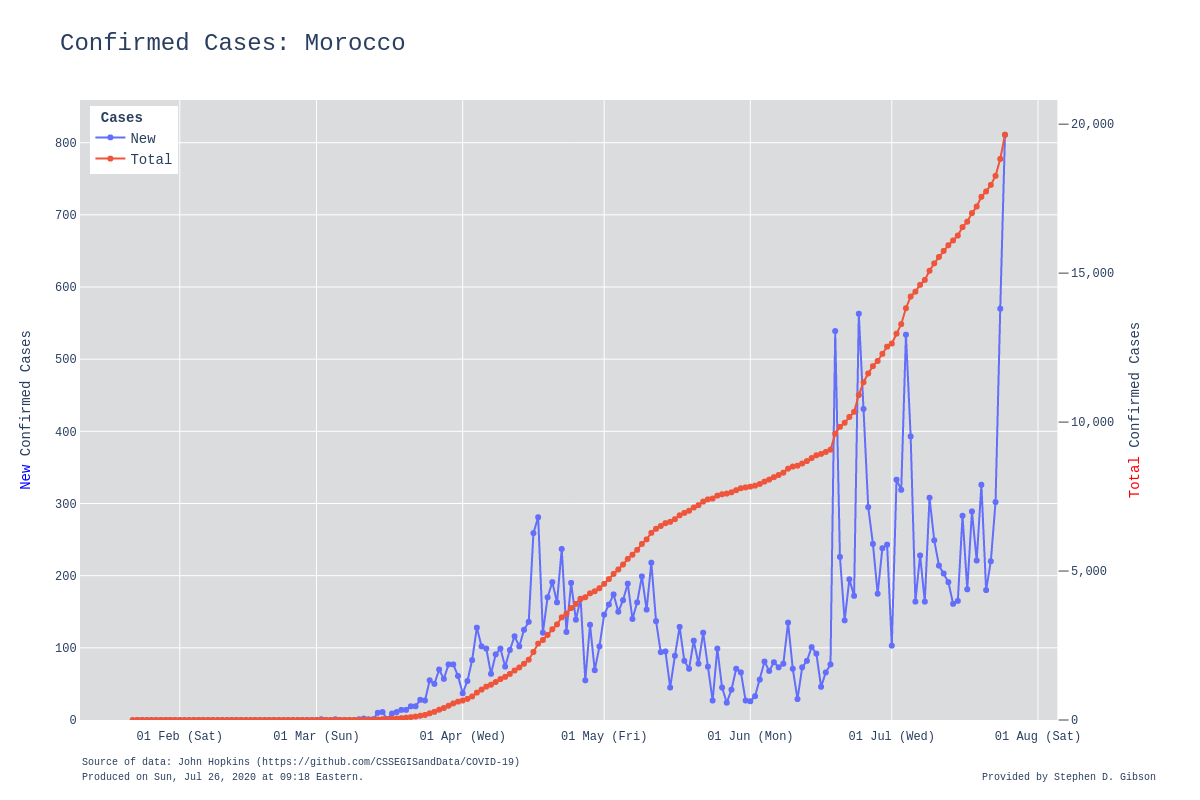 Confirmed Cases: Morocco
Cases
New
Total
800
700
600
500
400
300
200
100
0
20,000
15,000
10,000
5,000
0
New Confirmed Cases
Total Confirmed Cases
01 Feb (Sat)
01 Mar (Sun)
01 Apr (Wed)
01 May (Fri)
01 Jun (Mon)
01 Jul (Wed)
01 Aug (Sat)
Source of data: John Hopkins (https://github.com/CSSEGISandData/COVID-19)
Produced on Sun, Jul 26, 2020 at 09:18 Eastern.
Provided by Stephen D. Gibson